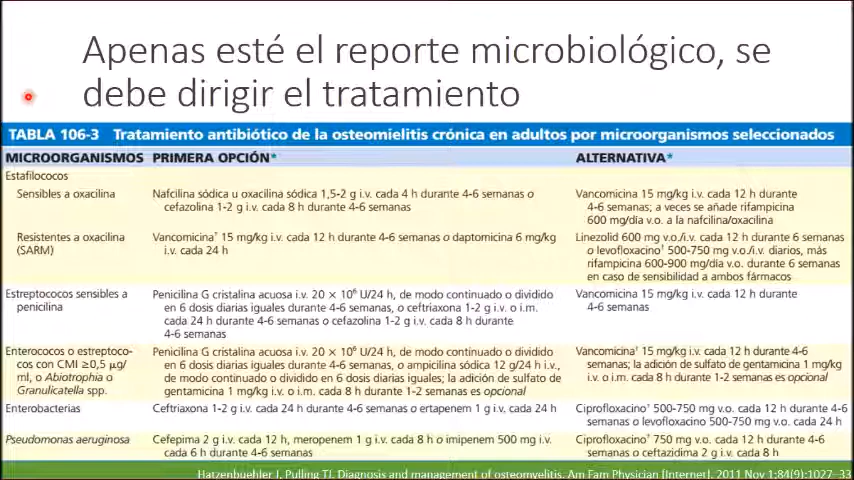 Apenas esté el reporte microbiológico, se
debe dirigir el tratamiento
TABLA 106-3 Tratamiento antibiótico de la osteomielitis crónica en adultos por microorganismos seleccionados
MICROORGANISMOS PRIMERA OPCIÓN* ALTERNATIVA*
Estafilococos
Sensibles a oxacilina
Nafcilina sódica u oxacilina sódica 1,5-2 g i.v. cada 4 h durante 4-6 semanas o
cefazolina 1-2 g i.v. cada 8 h durante 4-6 semanas
Vancomicina 15 mg/kg i.v. cada 12 h durante
4-6 semanas; a veces se añade rifampicina
600 mg/día v.o. a la nafcilina/oxacilina
Resistentes a oxacilina
(SARM)
Vancomicina† 15 mg/kg i.v. cada 12 h durante 4-6 semanas o daptomicina 6 mg/kg
i.v. cada 24 h
Linezolid 600 mg v.o./i.v. cada 12 h durante 6 semanas
o levofloxacino† 500-750 mg v.o./i.v. diarios, más
rifampicina 600-900 mg/día v.o. durante 6 semanas
en caso de sensibilidad a ambos fármacos
Estreptococos sensibles a
penicilina
Penicilina G cristalina acuosa i.v. 20 × 10⁶ U/24 h, de modo continuado o dividido
en 6 dosis diarias iguales durante 4-6 semanas, o ceftriaxona 1-2 g i.v. o i.m.
cada 24 h durante 4-6 semanas o cefazolina 1-2 g i.v. cada 8 h durante
4-6 semanas
Vancomicina 15 mg/kg i.v. cada 12 h durante
4-6 semanas
Enterococos o estreptoco-
cos con CMI ≥0,5 μg/
ml, o Abiotrophia o
Granulicatella spp.
Penicilina G cristalina acuosa i.v. 20 × 10⁶ U/24 h, de modo continuado o dividido
en 6 dosis diarias iguales durante 4-6 semanas, o ampicilina sódica 12 g/24 h i.v.,
de modo continuado o dividido en 6 dosis diarias iguales; la adición de sulfato de
gentamicina 1 mg/kg i.v. o i.m. cada 8 h durante 1-2 semanas es opcional
Vancomicina† 15 mg/kg i.v. cada 12 h durante 4-6
semanas; la adición de sulfato de gentamicina 1 mg/kg
i.v. o i.m. cada 8 h durante 1-2 semanas es opcional
Enterobacterias
Ceftriaxona 1-2 g i.v. cada 24 h durante 4-6 semanas o ertapenem 1 g i.v. cada 24 h
Ciprofloxacino† 500-750 mg v.o. cada 12 h durante 4-6
semanas o levofloxacino 500-750 mg v.o. cada 24 h
Pseudomonas aeruginosa
Cefepima 2 g i.v. cada 12 h, meropenem 1 g i.v. cada 8 h o imipenem 500 mg i.v.
cada 6 h durante 4-6 semanas
Ciprofloxacino† 750 mg v.o. cada 12 h durante 4-6
semanas o ceftazidima 2 g i.v. cada 8 h
Hatzenbuehler J, Pulling TJ. Diagnosis and management of osteomyelitis. Am Fam Physician [Internet]. 2011 Nov 1;84(9):1027–33